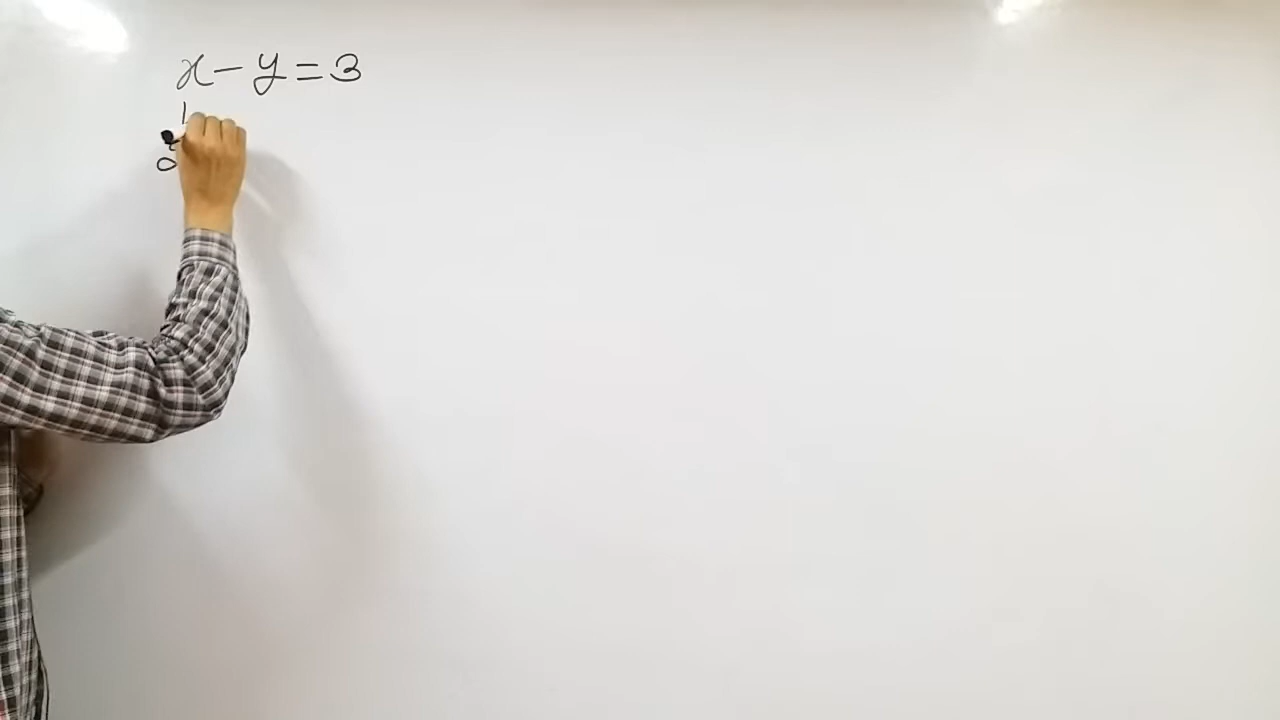 x - y = 3